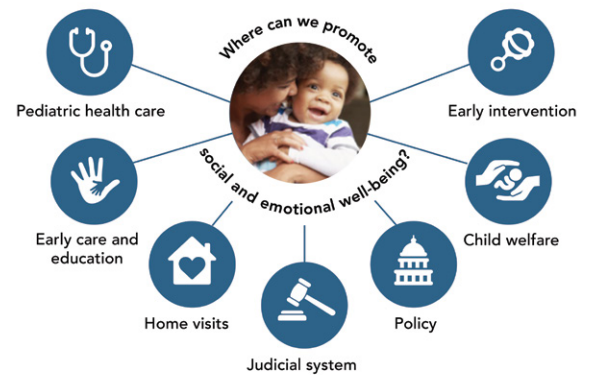 Where can we promote
social and emotional well-being?
Pediatric health care
Early intervention
Early care and
education
Child welfare
Home visits
Policy
Judicial system